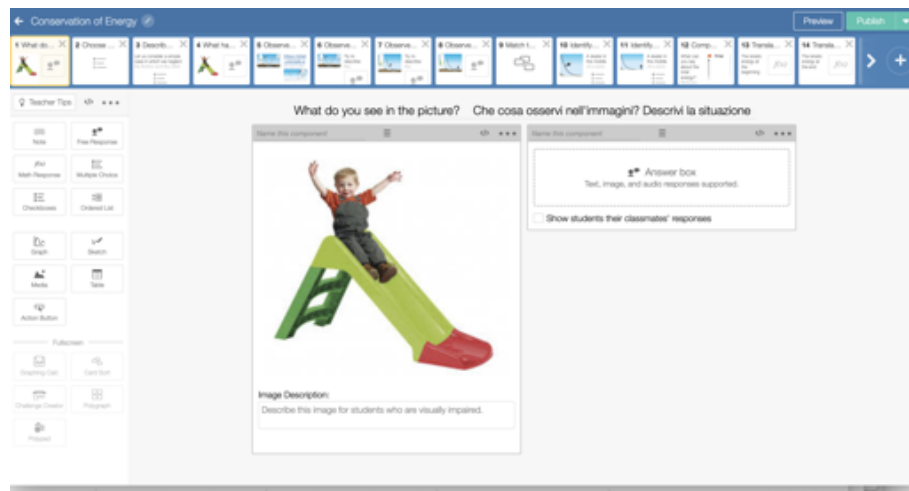 Conservation of Energy
Preview
Publish
1 What do...
2 Choose ...
3 Describ...
4 What ha...
5 Observe...
6 Observe...
7 Observe...
8 Observe...
9 Match t...
10 Identify...
11 Identify...
12 Comp...
13 Transla...
14 Transla...
Teacher Tips
What do you see in the picture? Che cosa osservi nell'immagini? Descrivi la situazione
Note
Free Response
Math Response
Multiple Choice
Checkboxes
Ordered List
Graph
Sketch
Media
Table
Action Button
Fullscreen
Graphing Calc
Card Sort
Challenge Creator
Polygraph
Name this component
Name this component
Answer box
Text, image, and audio responses supported.
Show students their classmates' responses
Image Description:
Describe this image for students who are visually impaired.